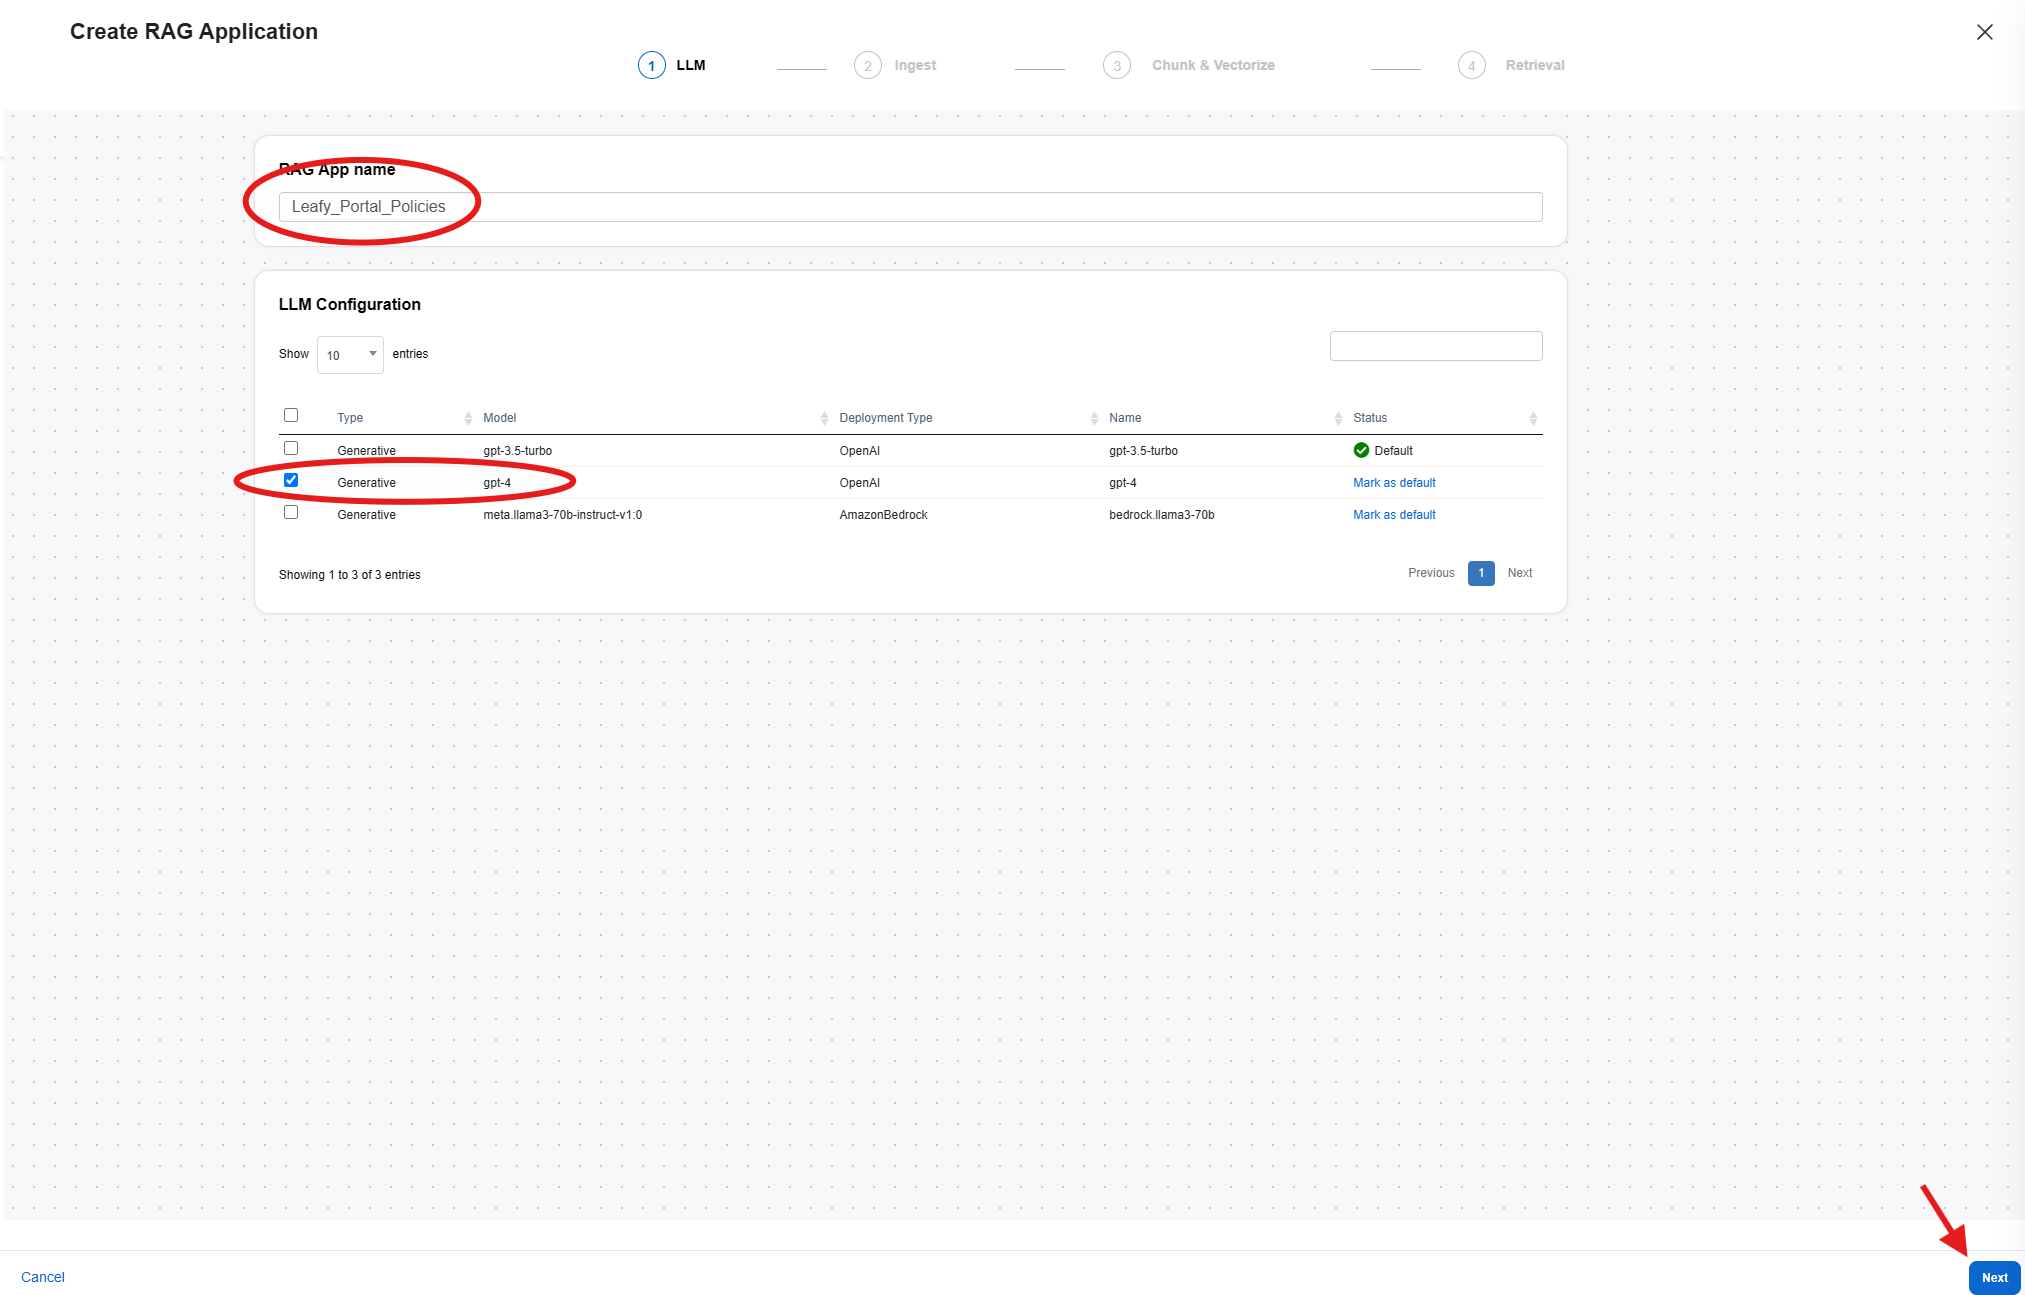 Create RAG Application
1 LLM 2 Ingest 3 Chunk & Vectorize 4 Retrieval
RAG App name
Leafy_Portal_Policies
LLM Configuration
Show 10 entries
Type Model Deployment Type Name Status
Generative gpt-3.5-turbo OpenAI gpt-3.5-turbo Default
Generative gpt-4 OpenAI gpt-4 Mark as default
Generative meta.llama3-70b-instruct-v1:0 AmazonBedrock bedrock.llama3-70b Mark as default
Showing 1 to 3 of 3 entries Previous 1 Next
Cancel Next